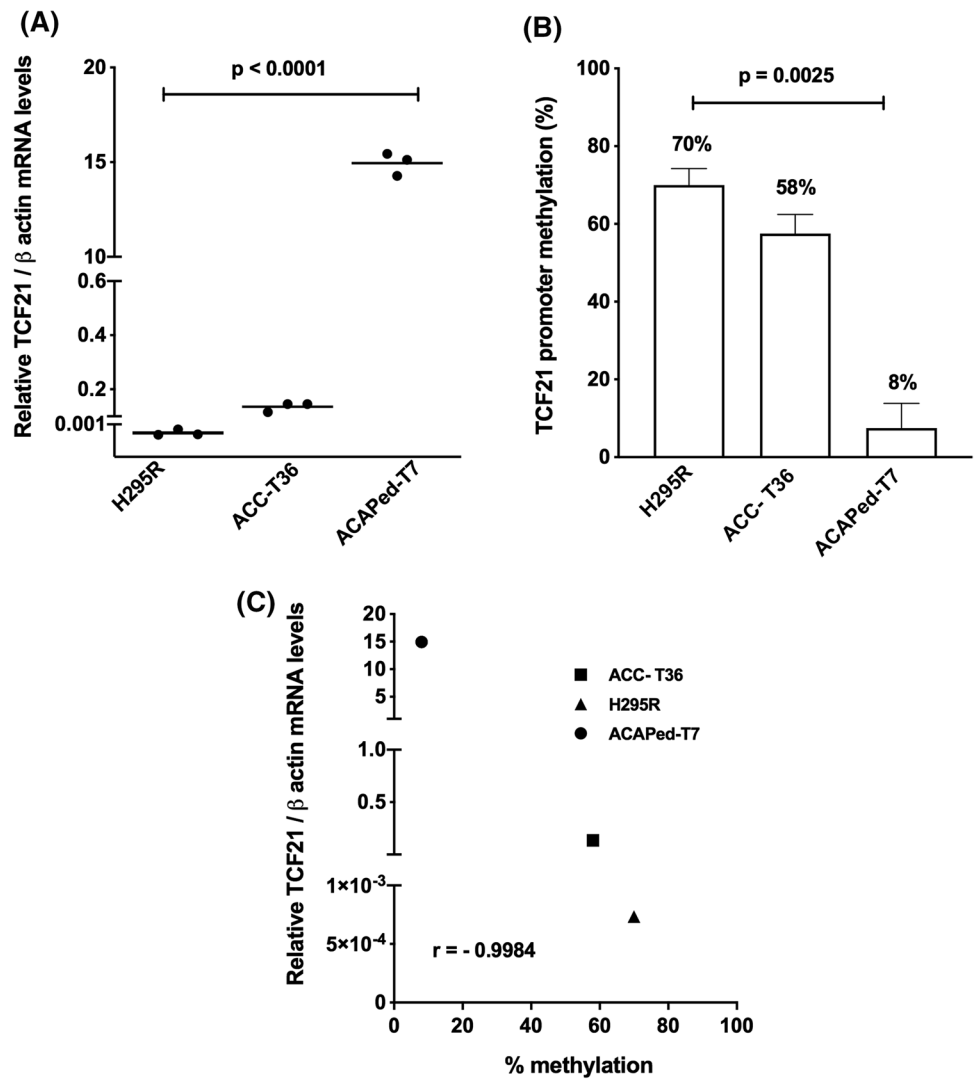 (A)
Relative TCF21 / β actin mRNA levels
p < 0.0001
20
15
10
0.6
0.4
0.2
0.001
H295R
ACC-T36
ACAPed-T7
(B)
TCF21 promoter methylation (%)
p = 0.0025
100
80
60
40
20
0
70%
58%
8%
H295R
ACC- T36
ACAPed-T7
(C)
Relative TCF21 / β actin mRNA levels
20
15
10
5
1.0
0.5
1×10⁻³
5×10⁻⁴
0
ACC- T36
H295R
ACAPed-T7
r = - 0.9984
0 20 40 60 80 100
% methylation